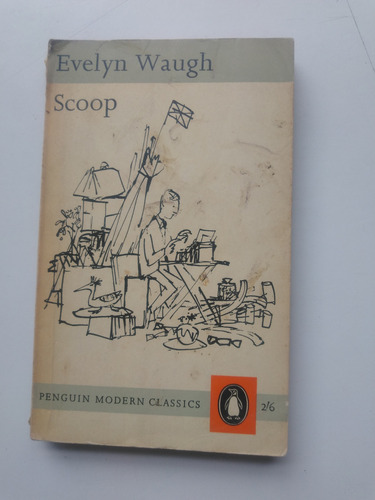 Evelyn Waugh
Scoop
PENGUIN MODERN CLASSICS
2/6